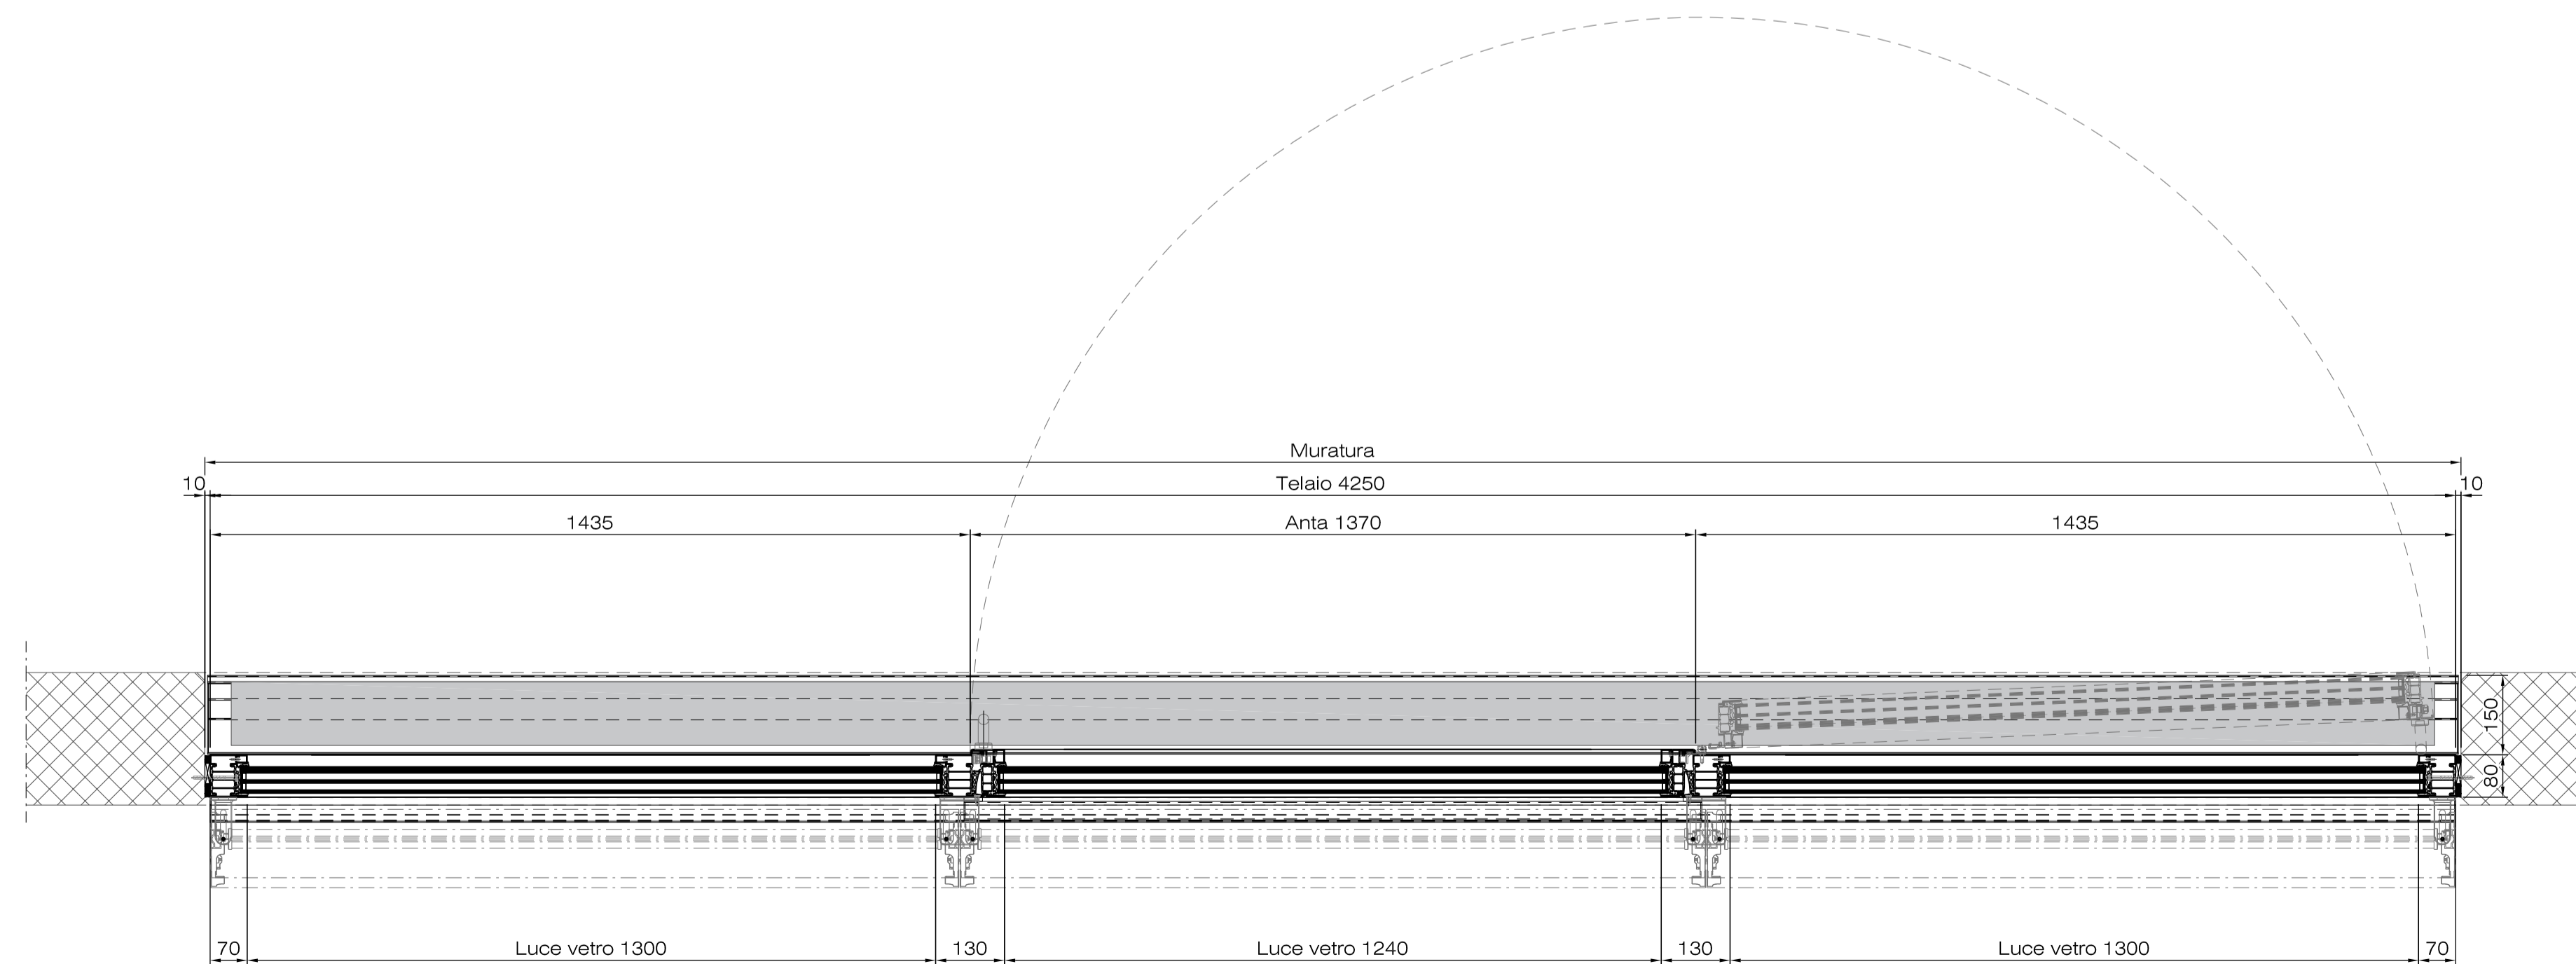 Muratura
10 Telaio 4250 10
1435 Anta 1370 1435
150
80
70 Luce vetro 1300 130 Luce vetro 1240 130 Luce vetro 1300 70